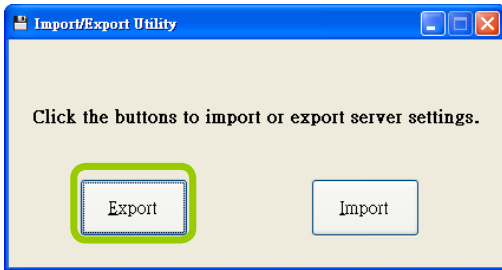 Import/Export Utility
Click the buttons to import or export server settings.
Export
Import